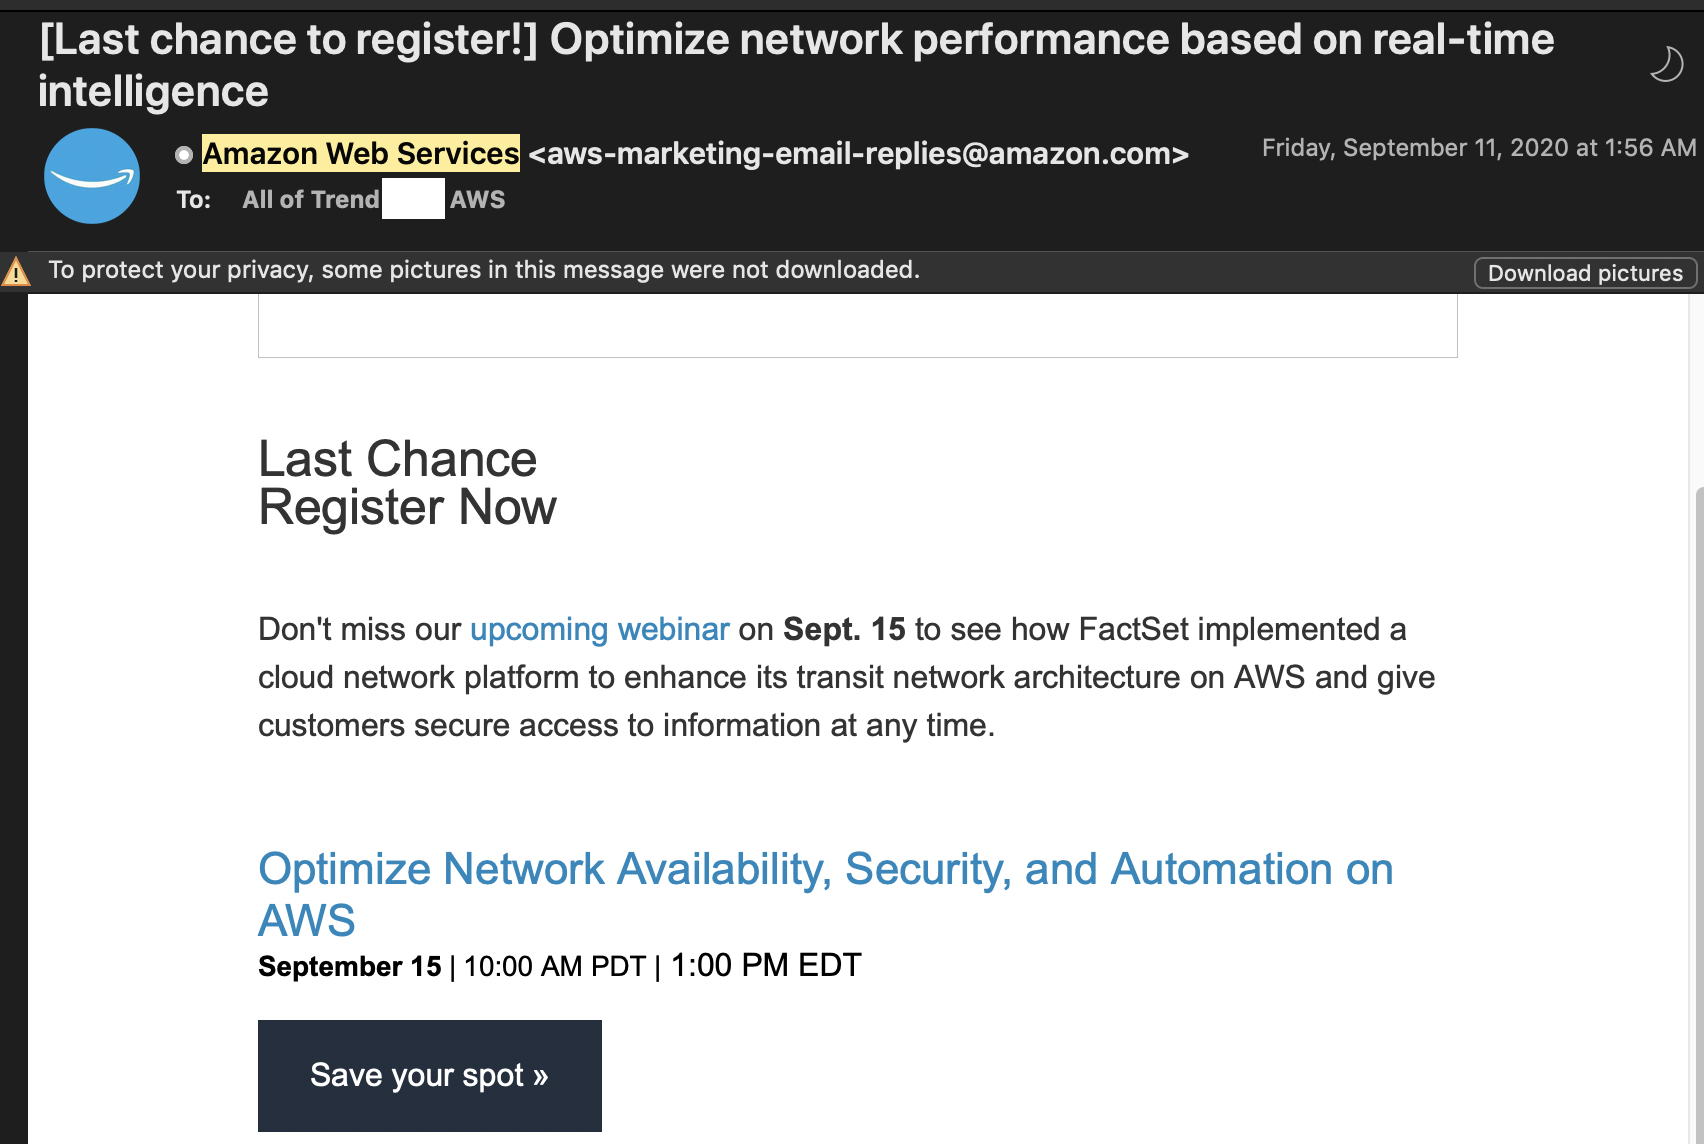 [Last chance to register!] Optimize network performance based on real-time
intelligence
Amazon Web Services <aws-marketing-email-replies@amazon.com>
Friday, September 11, 2020 at 1:56 AM
To: All of Trend AWS
To protect your privacy, some pictures in this message were not downloaded.
Download pictures
Last Chance
Register Now
Don't miss our upcoming webinar on Sept. 15 to see how FactSet implemented a
cloud network platform to enhance its transit network architecture on AWS and give
customers secure access to information at any time.
Optimize Network Availability, Security, and Automation on
AWS
September 15 | 10:00 AM PDT | 1:00 PM EDT
Save your spot »